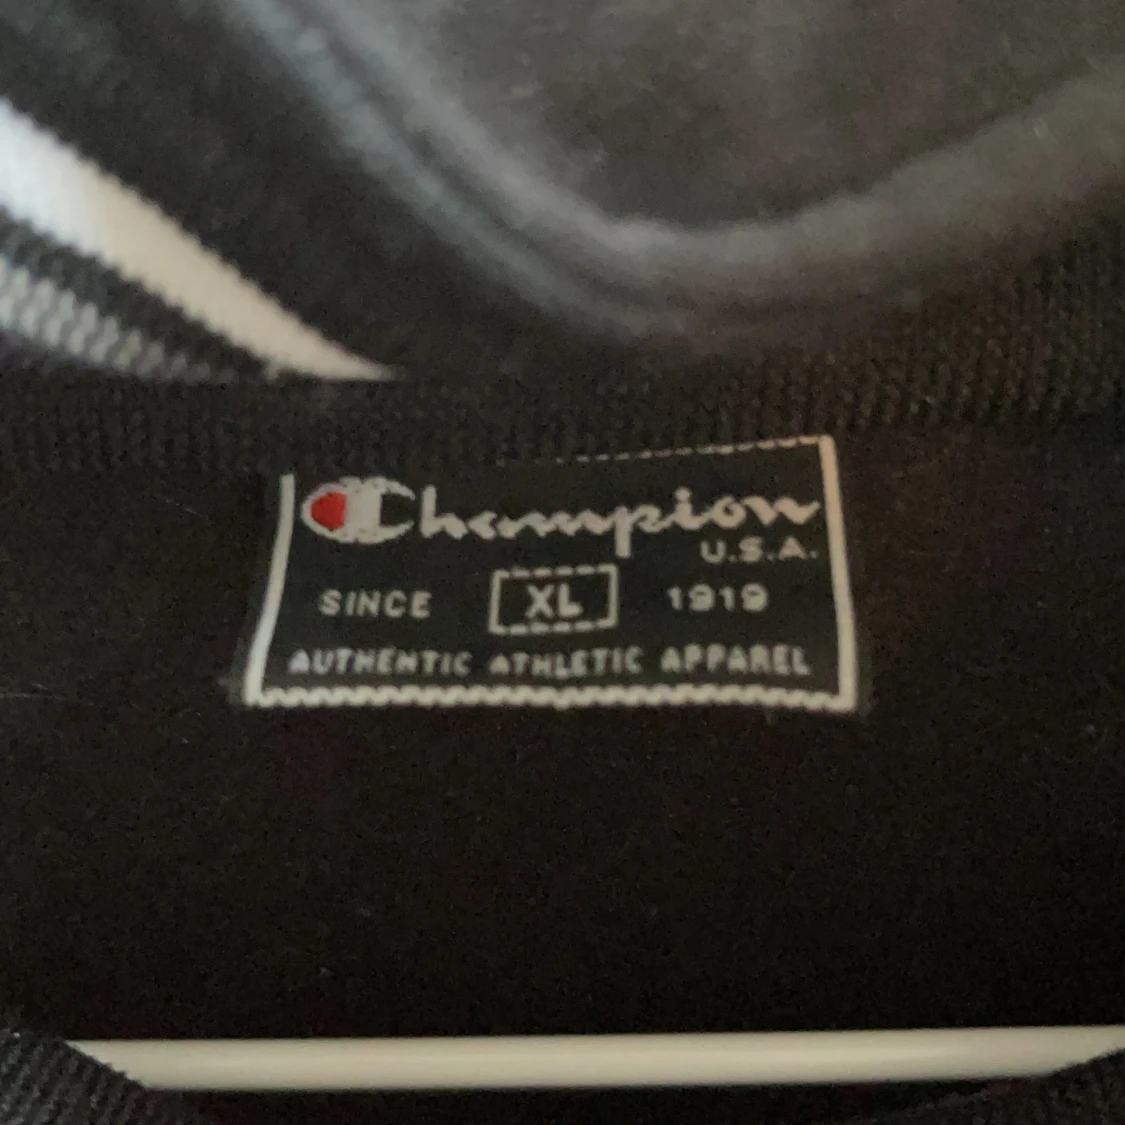 Champion
U.S.A.
SINCE XL 1919
AUTHENTIC ATHLETIC APPAREL